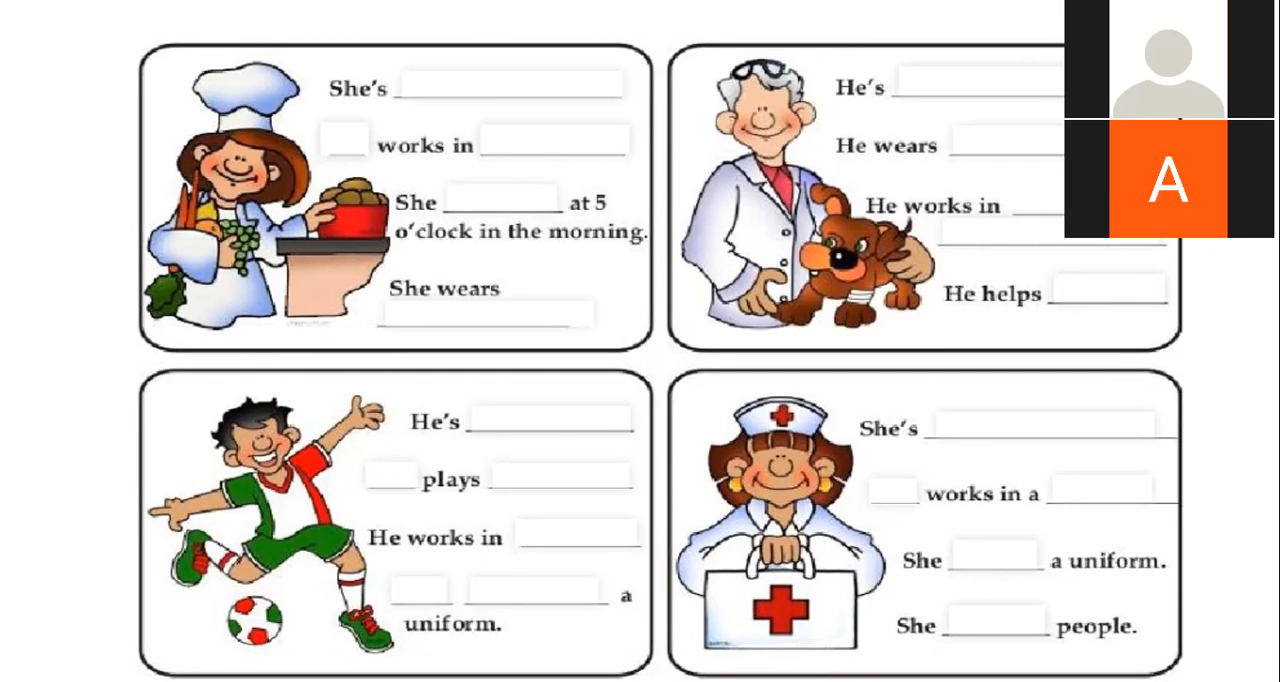 She's
works in
She at 5
o'clock in the morning.
She wears
He's
He wears
He works in
He helps
He's
plays
He works in
a
uniform.
She's
works in a
She a uniform.
She people.
A